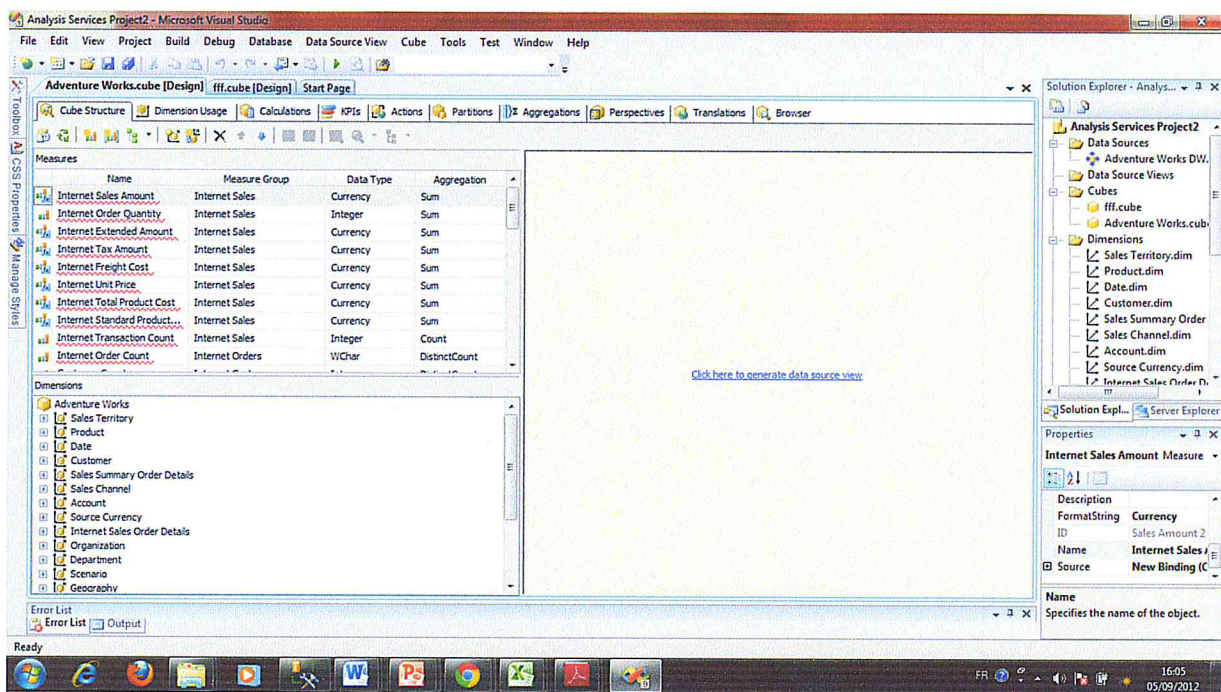 Analysis Services Project2 - Microsoft Visual Studio
File Edit View Project Build Debug Database Data Source View Cube Tools Test Window Help
Adventure Works.cube [Design] fff.cube [Design] Start Page
Cube Structure Dimension Usage Calculations KPIs Actions Partitions Aggregations Perspectives Translations Browser
Toolbox
CSS Properties
Manage Styles
Measures
Name Measure Group Data Type Aggregation
Internet Sales Amount Internet Sales Currency Sum
Internet Order Quantity Internet Sales Integer Sum
Internet Extended Amount Internet Sales Currency Sum
Internet Tax Amount Internet Sales Currency Sum
Internet Freight Cost Internet Sales Currency Sum
Internet Unit Price Internet Sales Currency Sum
Internet Total Product Cost Internet Sales Currency Sum
Internet Standard Product... Internet Sales Currency Sum
Internet Transaction Count Internet Sales Integer Count
Internet Order Count Internet Orders WChar DistinctCount
Dimensions
Adventure Works
Sales Territory
Product
Date
Customer
Sales Summary Order Details
Sales Channel
Account
Source Currency
Internet Sales Order Details
Organization
Department
Scenario
Geography
Click here to generate data source view
Solution Explorer - Analys...
Analysis Services Project2
Data Sources
Adventure Works DW.
Data Source Views
Cubes
fff.cube
Adventure Works.cub
Dimensions
Sales Territory.dim
Product.dim
Date.dim
Customer.dim
Sales Summary Order
Sales Channel.dim
Account.dim
Source Currency.dim
Internet Sales Order D
Solution Expl... Server Explorer
Properties
Internet Sales Amount Measure
Description
FormatString Currency
ID Sales Amount 2
Name Internet Sales
Source New Binding (C
Name
Specifies the name of the object.
Error List
Error List Output
Ready
FR 16:05
05/09/2012